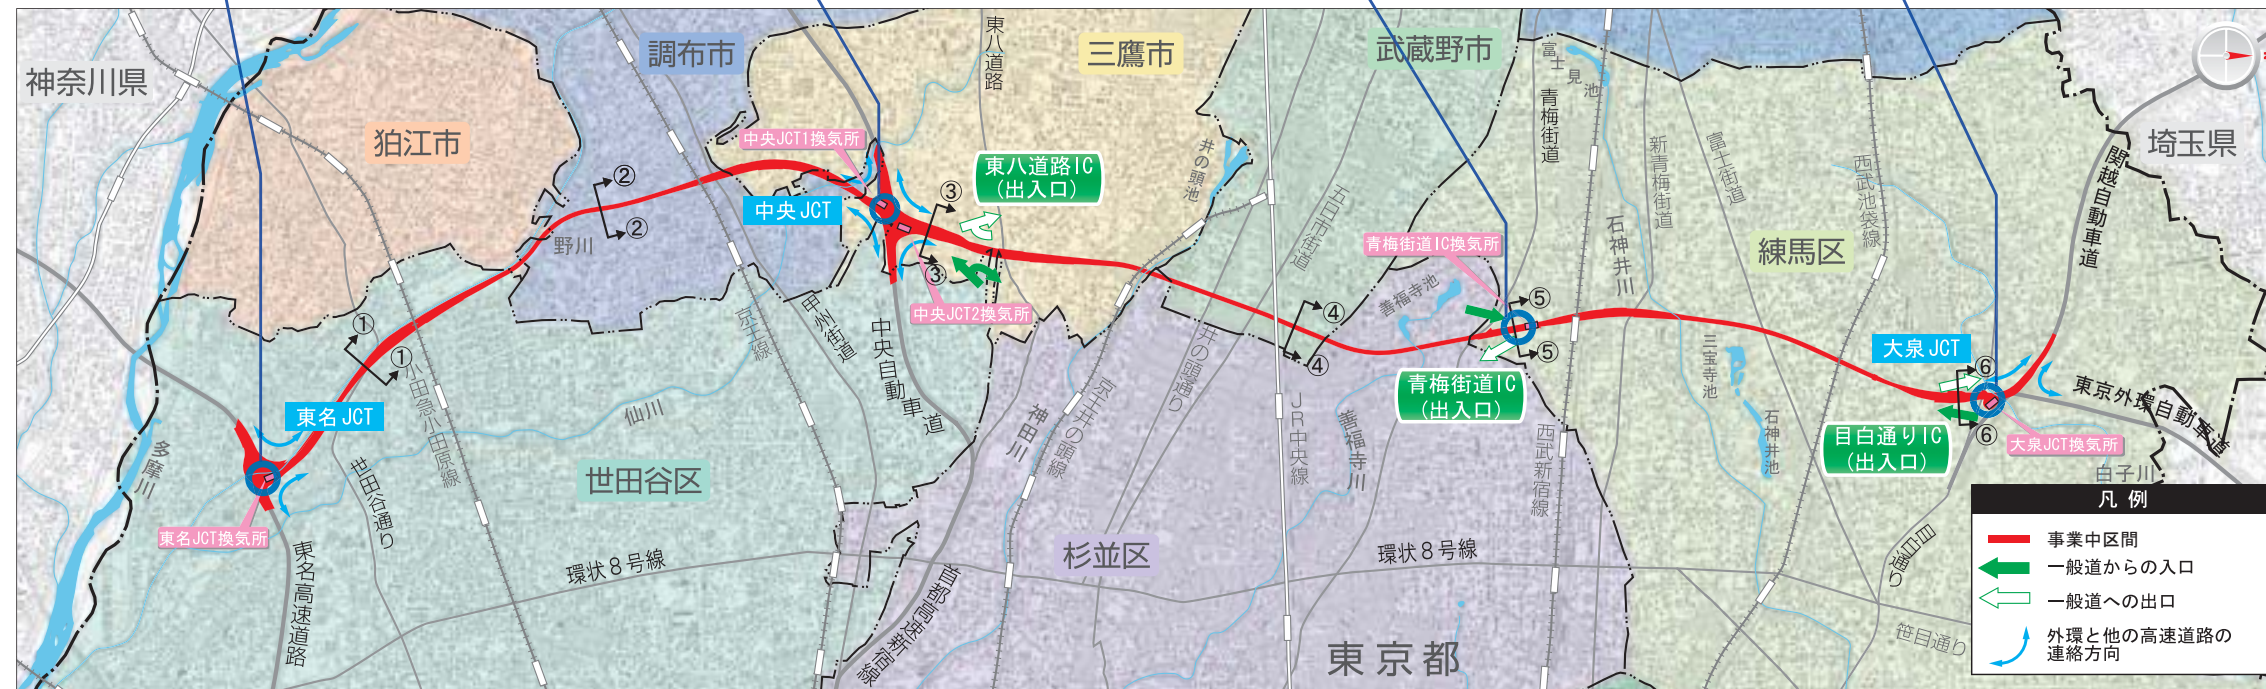 神奈川県
狛江市
調布市
三鷹市
武蔵野市
練馬区
埼玉県
世田谷区
杉並区
東京都
東八道路
富士見池
青梅街道
新青梅街道
富士街道
西武池袋線
関越自動車道
井の頭池
五日市街道
石神井川
中央JCT1換気所
東八道路IC
(出入口)
中央JCT
中央JCT2換気所
②
②
③
③
野川
青梅街道IC換気所
善福寺池
⑤
⑤
④
④
青梅街道IC
(出入口)
①
①
東名JCT
東名JCT換気所
多摩川
小田急小田原線
世田谷通り
仙川
京王線
甲州街道
中央自動車道
神田川
京王井の頭線
井の頭通り
JR中央線
善福寺川
西武新宿線
三宝寺池
石神井池
大泉JCT
⑥
⑥
目白通りIC
(出入口)
大泉JCT換気所
東京外環自動車道
白子川
東名高速道路
環状8号線
首都高速新宿線
環状8号線
目白通り
笹目通り
凡例
事業中区間
一般道からの入口
一般道への出口
外環と他の高速道路の
連絡方向